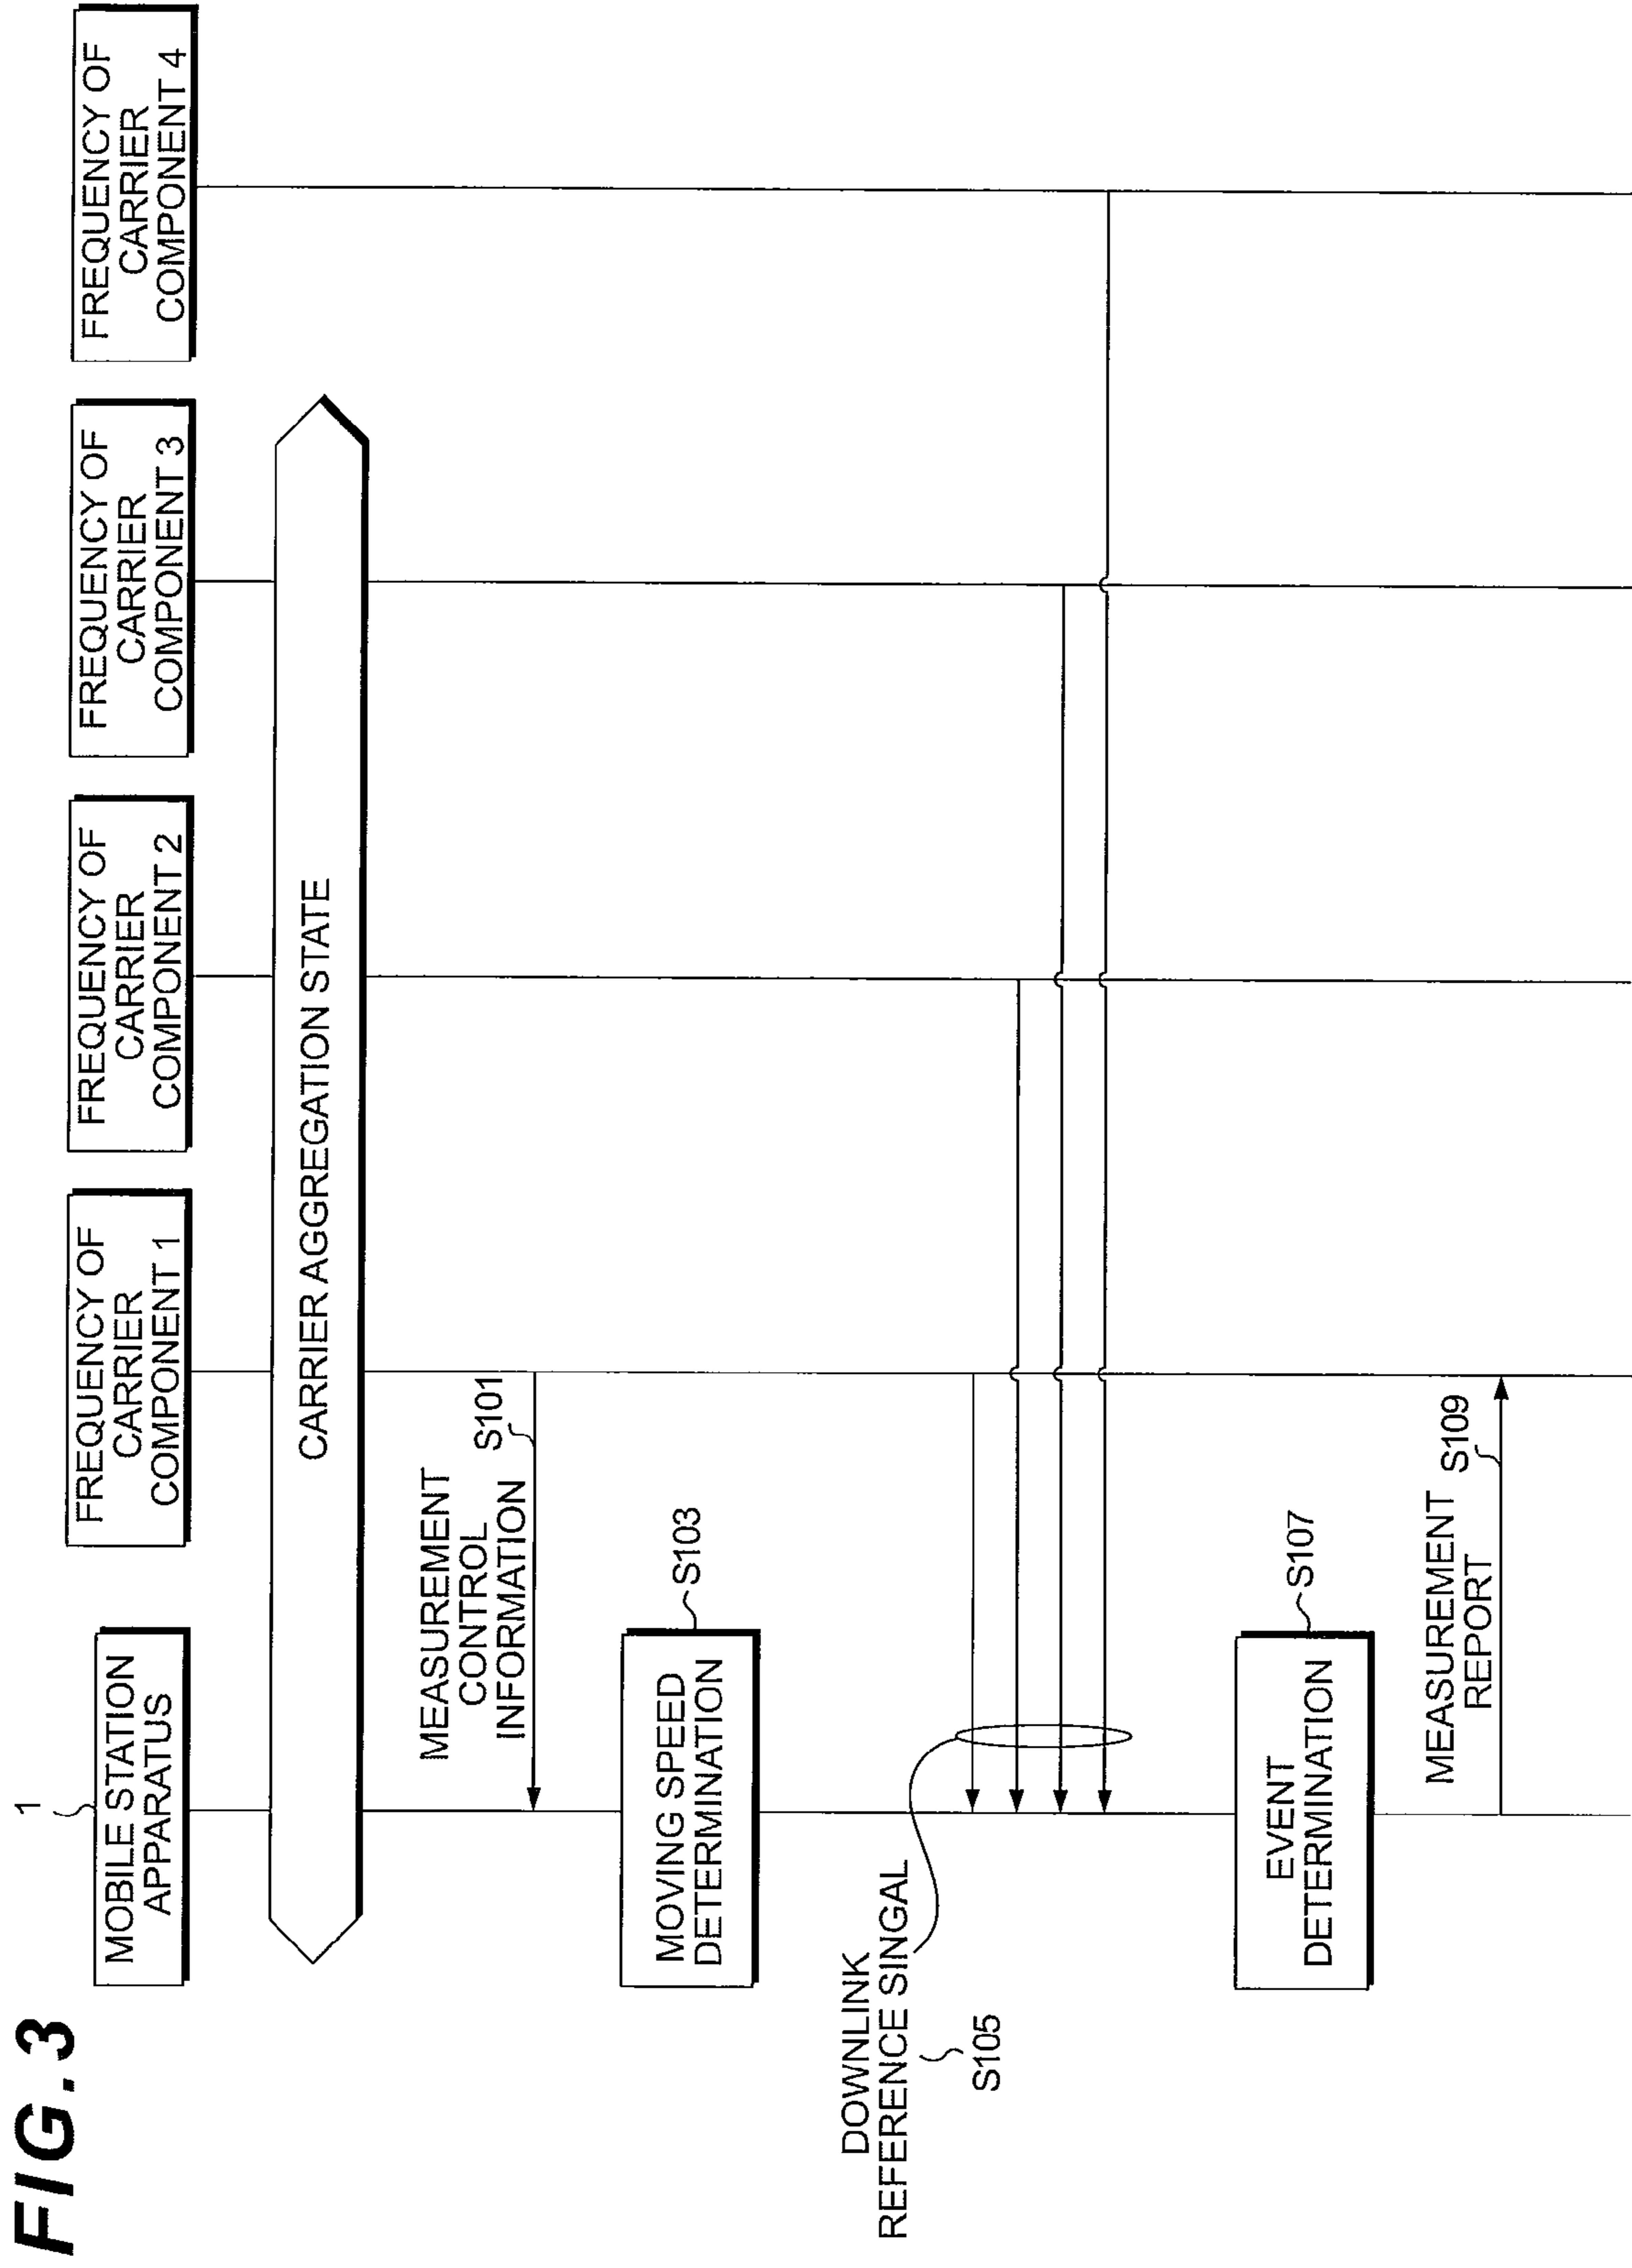 FIG.3
1
MOBILE STATION
APPARATUS
FREQUENCY OF
CARRIER
COMPONENT 1
FREQUENCY OF
CARRIER
COMPONENT 2
FREQUENCY OF
CARRIER
COMPONENT 3
FREQUENCY OF
CARRIER
COMPONENT 4
CARRIER AGGREGATION STATE
MEASUREMENT
CONTROL
INFORMATION
S101
MOVING SPEED
DETERMINATION
S103
DOWNLINK
REFERENCE SINGAL
S105
EVENT
DETERMINATION
S107
MEASUREMENT
REPORT
S109